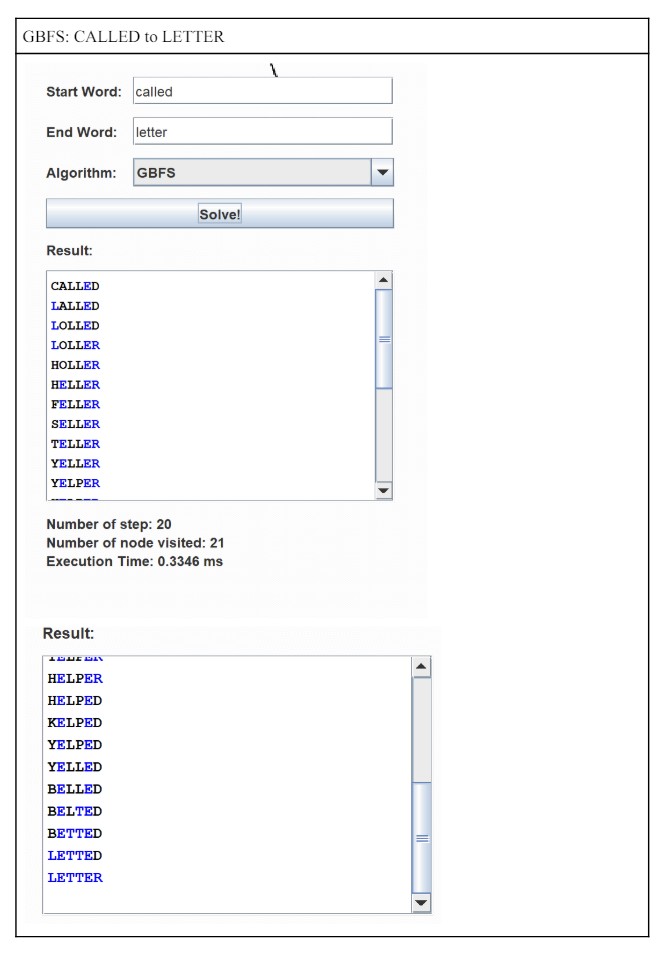 GBFS: CALLED to LETTER
Start Word: called
End Word: letter
Algorithm: GBFS
Solve!
Result:
CALLED
LALLED
LOLLED
LOLLER
HOLLER
HELLER
FELLER
SELLER
TELLER
YELLER
YELPER
Number of step: 20
Number of node visited: 21
Execution Time: 0.3346 ms
Result:
YELPER
HELPER
HELPED
KELPED
YELPED
YELLED
BELLED
BELTED
BETTED
LETTED
LETTER